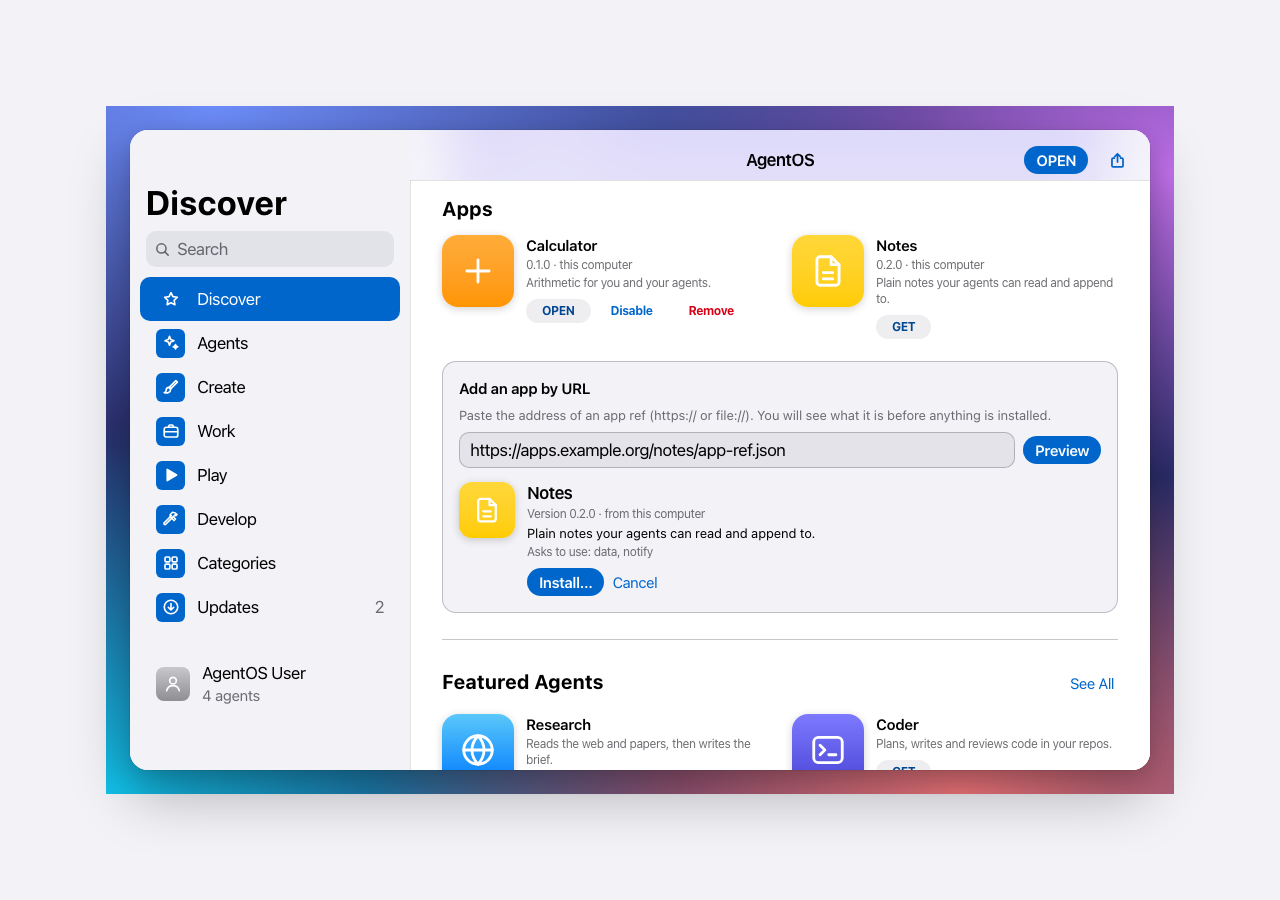 AgentOS
OPEN
Discover
Search
Discover
Agents
Create
Work
Play
Develop
Categories
Updates
2
AgentOS User
4 agents
Apps
Calculator
0.1.0 · this computer
Arithmetic for you and your agents.
OPEN
Disable
Remove
Notes
0.2.0 · this computer
Plain notes your agents can read and append
to.
GET
Add an app by URL
Paste the address of an app ref (https:// or file://). You will see what it is before anything is installed.
https://apps.example.org/notes/app-ref.json
Preview
Notes
Version 0.2.0 · from this computer
Plain notes your agents can read and append to.
Asks to use: data, notify
Install...
Cancel
Featured Agents
See All
Research
Reads the web and papers, then writes the
brief.
Coder
Plans, writes and reviews code in your repos.
GET